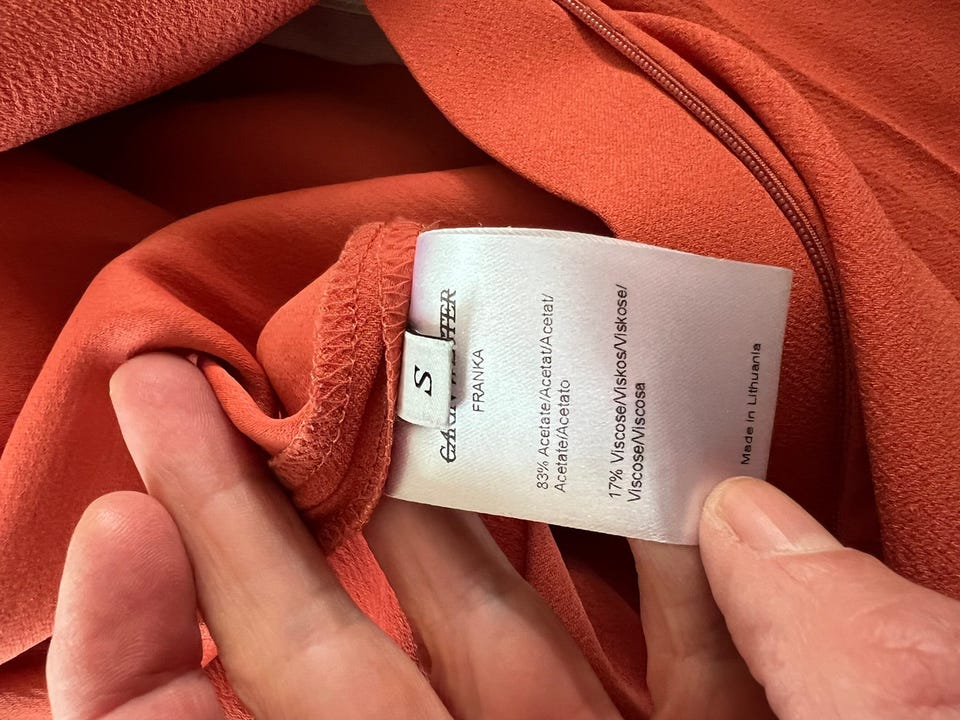 S
FRANKA
83% Acetate/Acetat/Acetat/
Acetate/Acetato
17% Viscose/Viskos/Viskose/
Viscose/Viscosa
Made in Lithuania